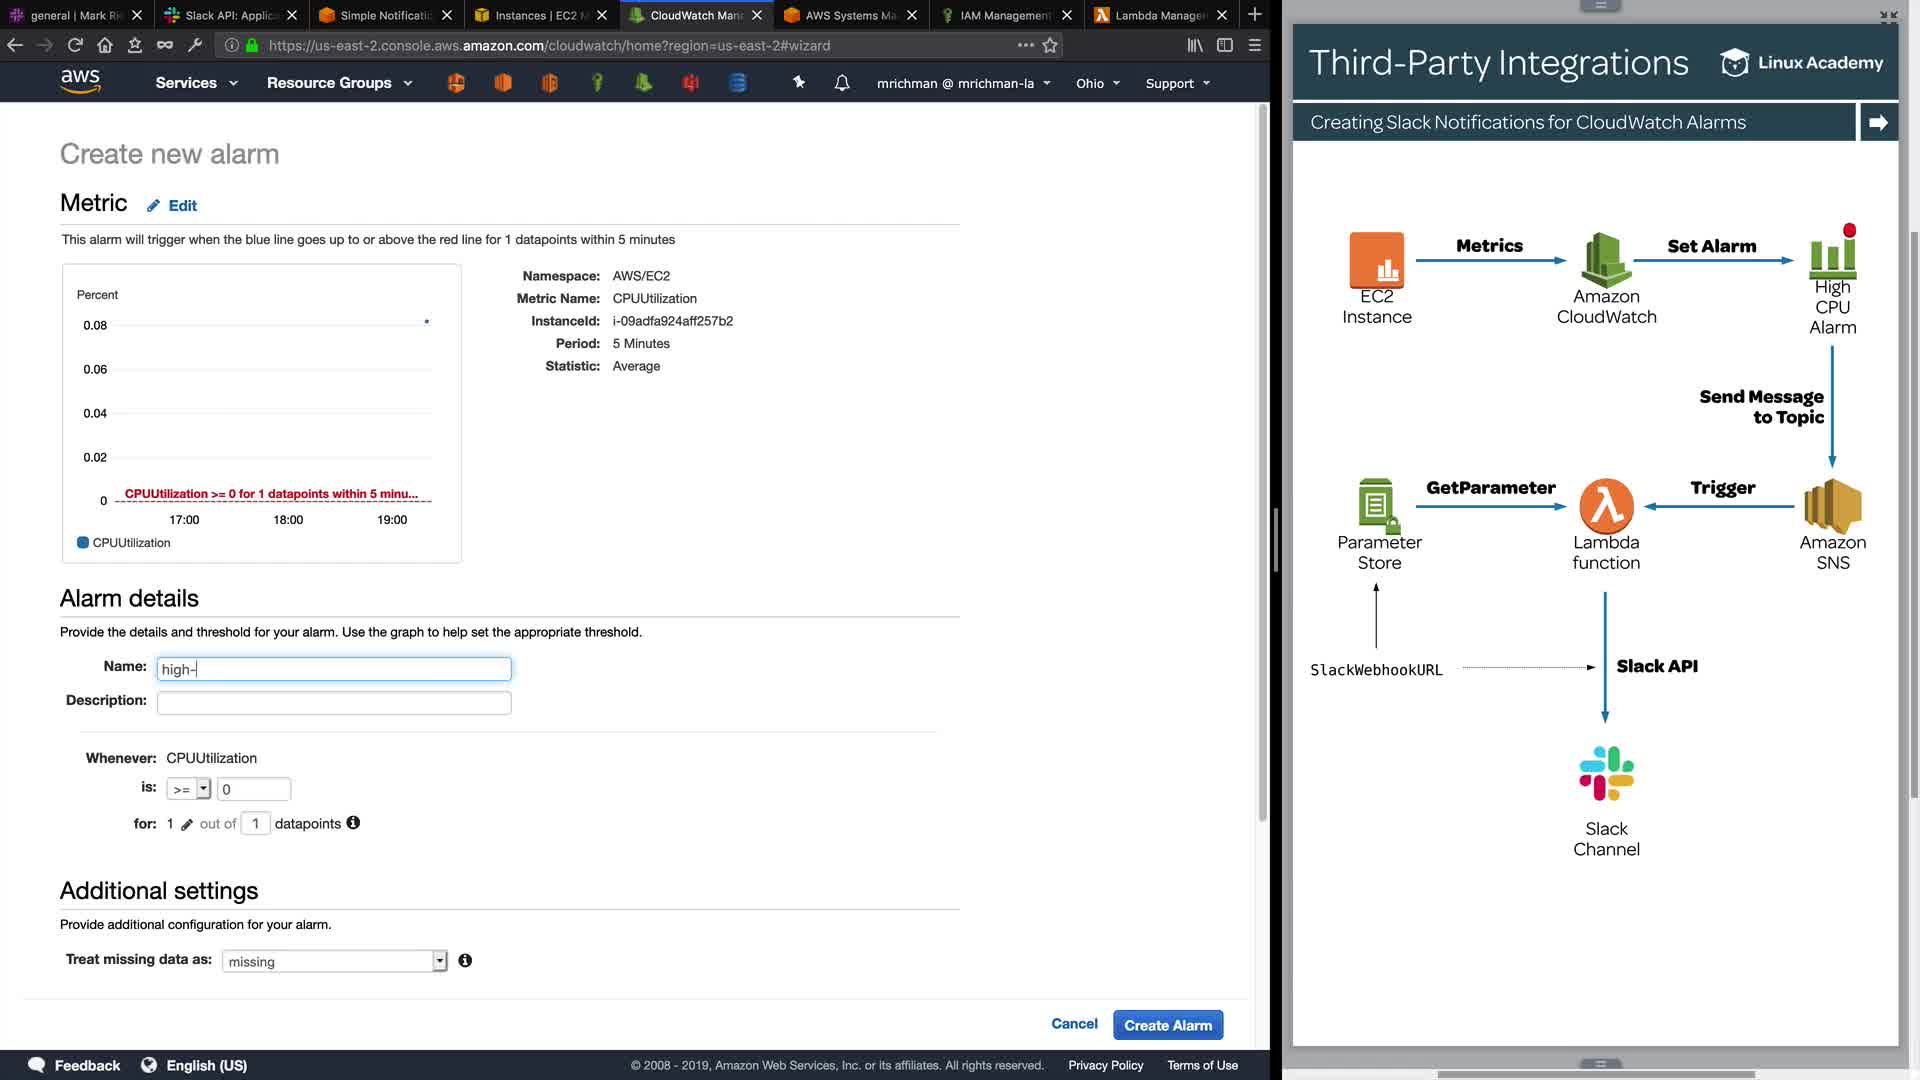 general | Mark Ri
Slack API: Applica
Simple Notificatio
Instances | EC2 M
CloudWatch Mana
AWS Systems Ma
IAM Management
Lambda Manager
https://us-east-2.console.aws.amazon.com/cloudwatch/home?region=us-east-2#wizard
aws
Services
Resource Groups
mrichman @ mrichman-la
Ohio
Support
Create new alarm
Metric
Edit
This alarm will trigger when the blue line goes up to or above the red line for 1 datapoints within 5 minutes
Percent
0.08
0.06
0.04
0.02
0
CPUUtilization >= 0 for 1 datapoints within 5 minu...
17:00 18:00 19:00
CPUUtilization
Namespace: AWS/EC2
Metric Name: CPUUtilization
InstanceId: i-09adfa924aff257b2
Period: 5 Minutes
Statistic: Average
Alarm details
Provide the details and threshold for your alarm. Use the graph to help set the appropriate threshold.
Name: high-
Description:
Whenever: CPUUtilization
is: >= 0
for: 1 out of 1 datapoints
Additional settings
Provide additional configuration for your alarm.
Treat missing data as: missing
Cancel
Create Alarm
Feedback
English (US)
© 2008 - 2019, Amazon Web Services, Inc. or its affiliates. All rights reserved.
Privacy Policy
Terms of Use
Third-Party Integrations
Linux Academy
Creating Slack Notifications for CloudWatch Alarms
EC2
Instance
Metrics
Amazon
CloudWatch
Set Alarm
High
CPU
Alarm
Send Message
to Topic
Parameter
Store
GetParameter
Lambda
function
Trigger
Amazon
SNS
SlackWebhookURL
Slack API
Slack
Channel